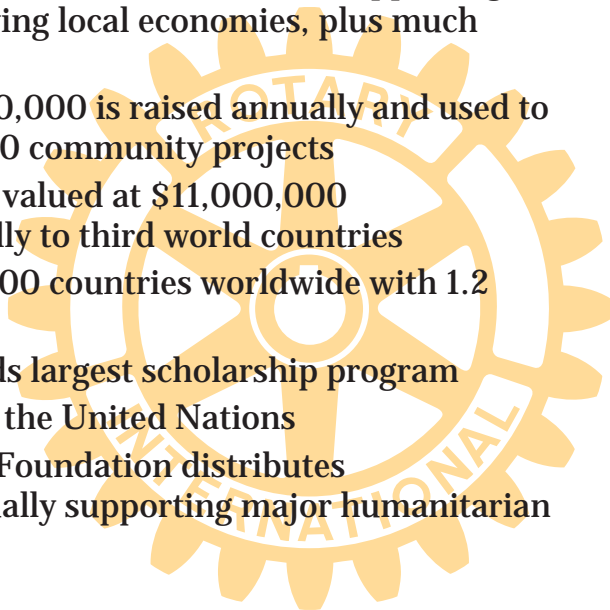 ving local economies, plus much
0,000 is raised annually and used to
0 community projects
valued at $11,000,000
lly to third world countries
00 countries worldwide with 1.2
ds largest scholarship program
the United Nations
Foundation distributes
ally supporting major humanitarian
ROTARY
INTERNATIONAL